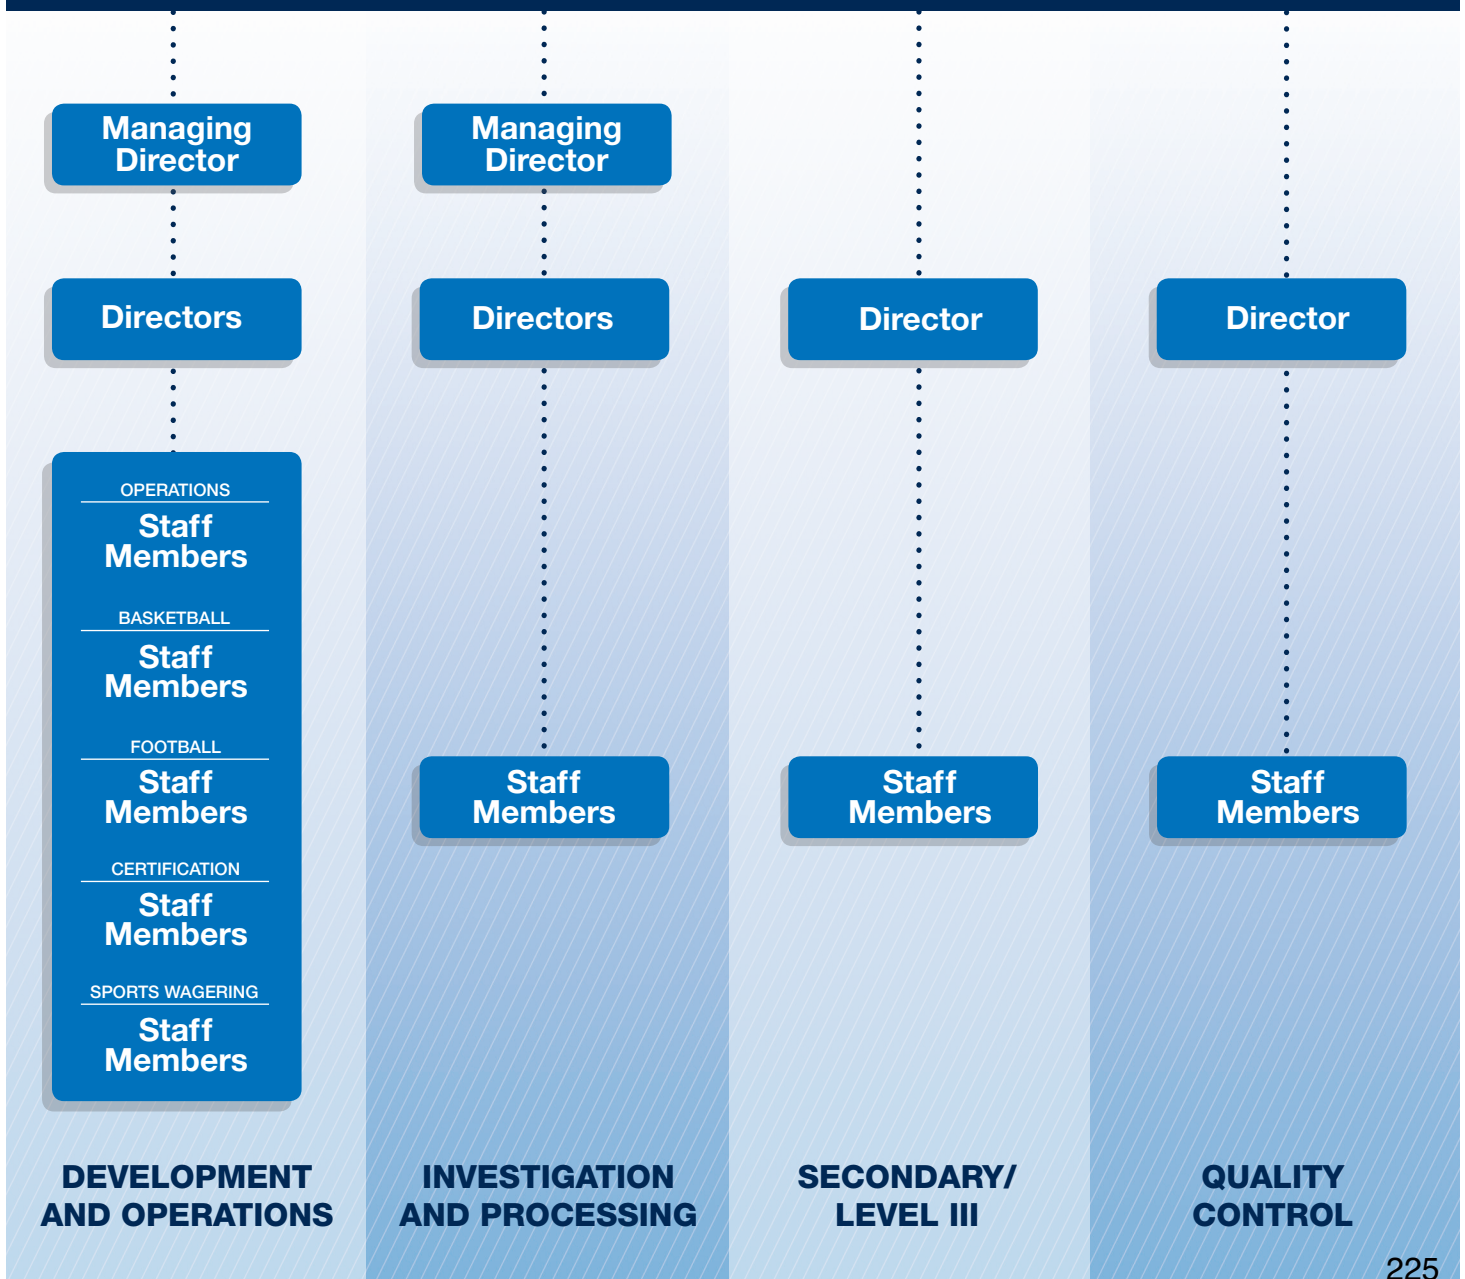 Managing
Director
Directors
OPERATIONS
Staff
Members
BASKETBALL
Staff
Members
FOOTBALL
Staff
Members
CERTIFICATION
Staff
Members
SPORTS WAGERING
Staff
Members
DEVELOPMENT
AND OPERATIONS
Managing
Director
Directors
Staff
Members
INVESTIGATION
AND PROCESSING
Director
Staff
Members
SECONDARY/
LEVEL III
Director
Staff
Members
QUALITY
CONTROL
225